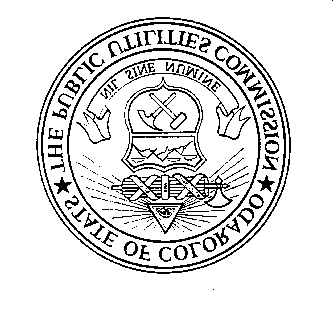 THE PUBLIC UTILITIES COMMISSION
STATE OF COLORADO
NIL SINE NUMINE